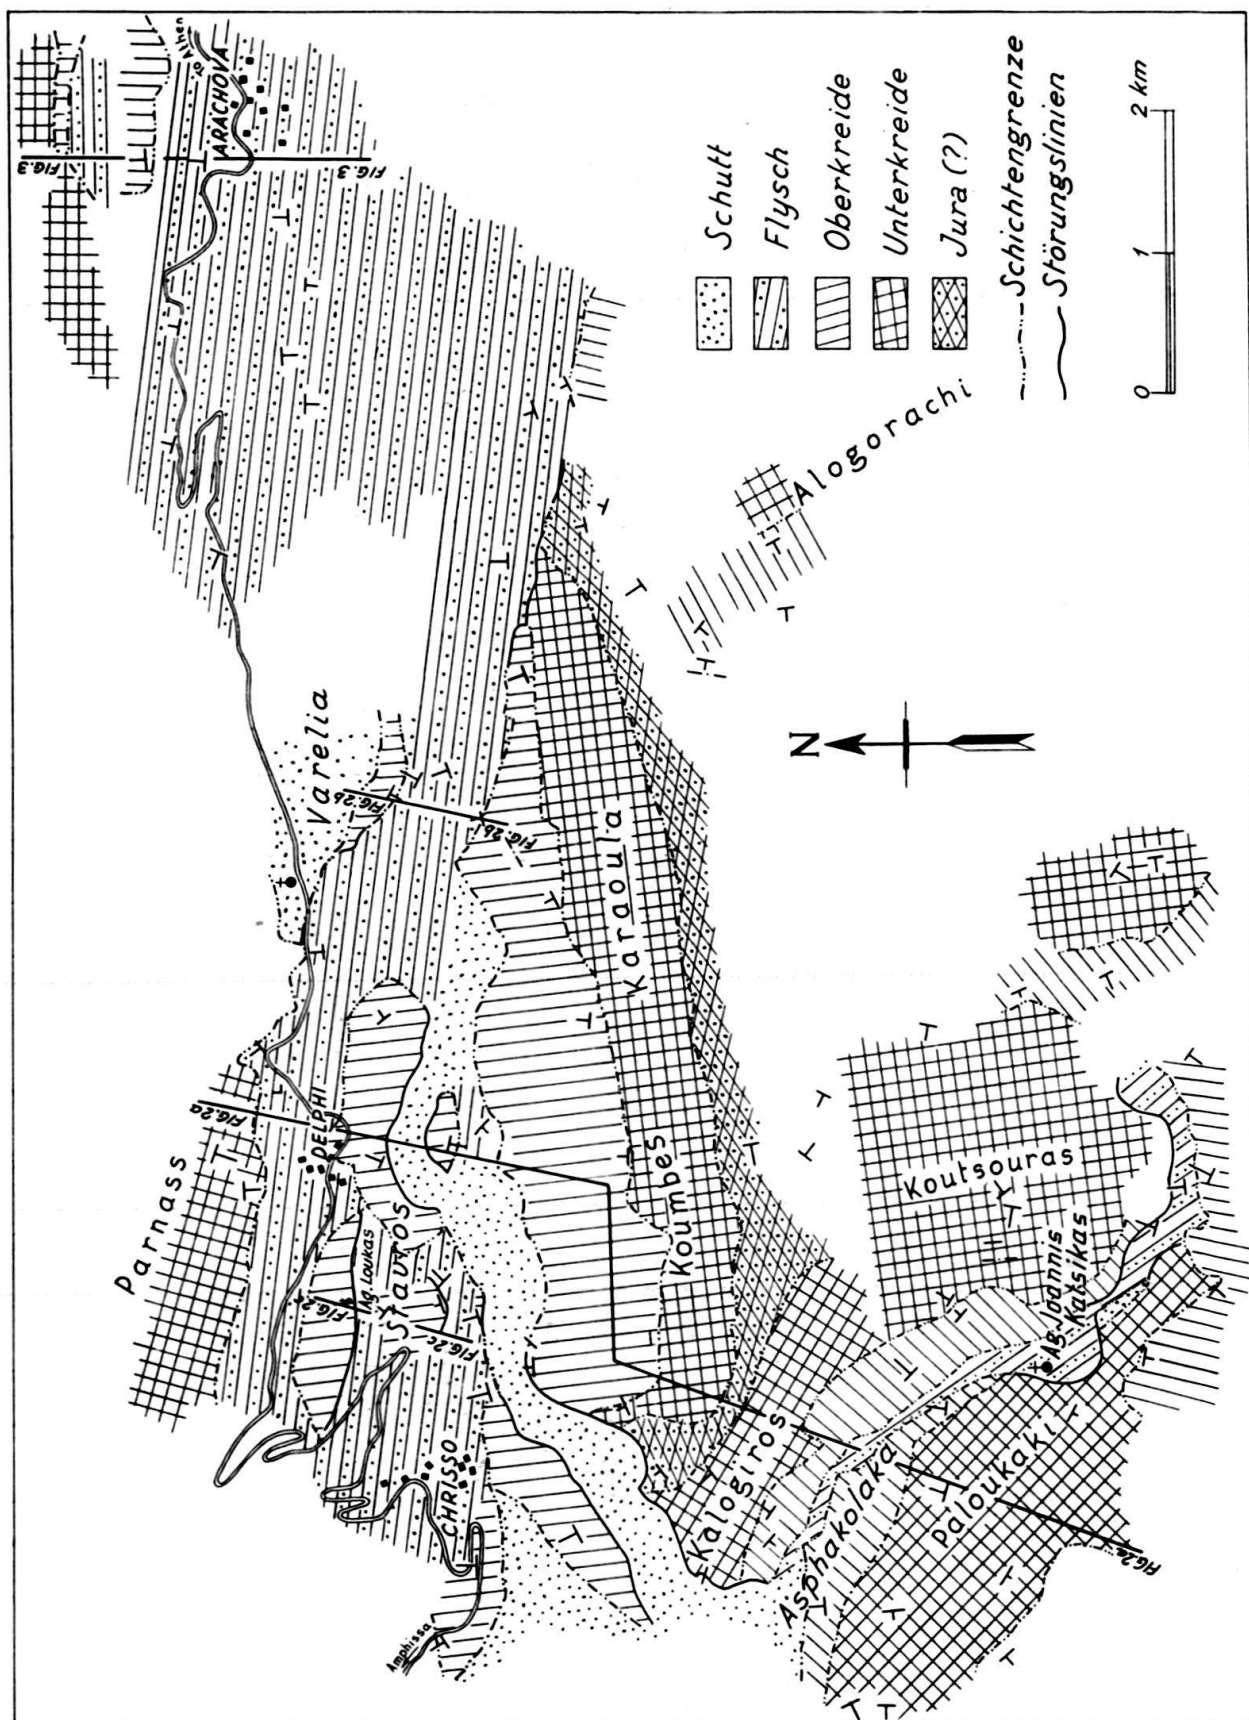 To Athen
ARACHOVA
FIG. 3
FIG. 3
Varelia
FIG. 2b
FIG. 2b
Parnass
FIG. 2a
DELPHI
Ag. Loukas
Stavros
FIG. 2c
FIG. 2c
CHRISSO
Amphissa
Karaoula
Koumbes
Kalogiros
Asphakolaka
Paloukaki
FIG. 2a
Koutsouras
Ag. Joannis
Katsikas
Alogorachi
N
Schutt
Flysch
Oberkreide
Unterkreide
Jura (?)
Schichtengrenze
Störungslinien
0 1 2 km